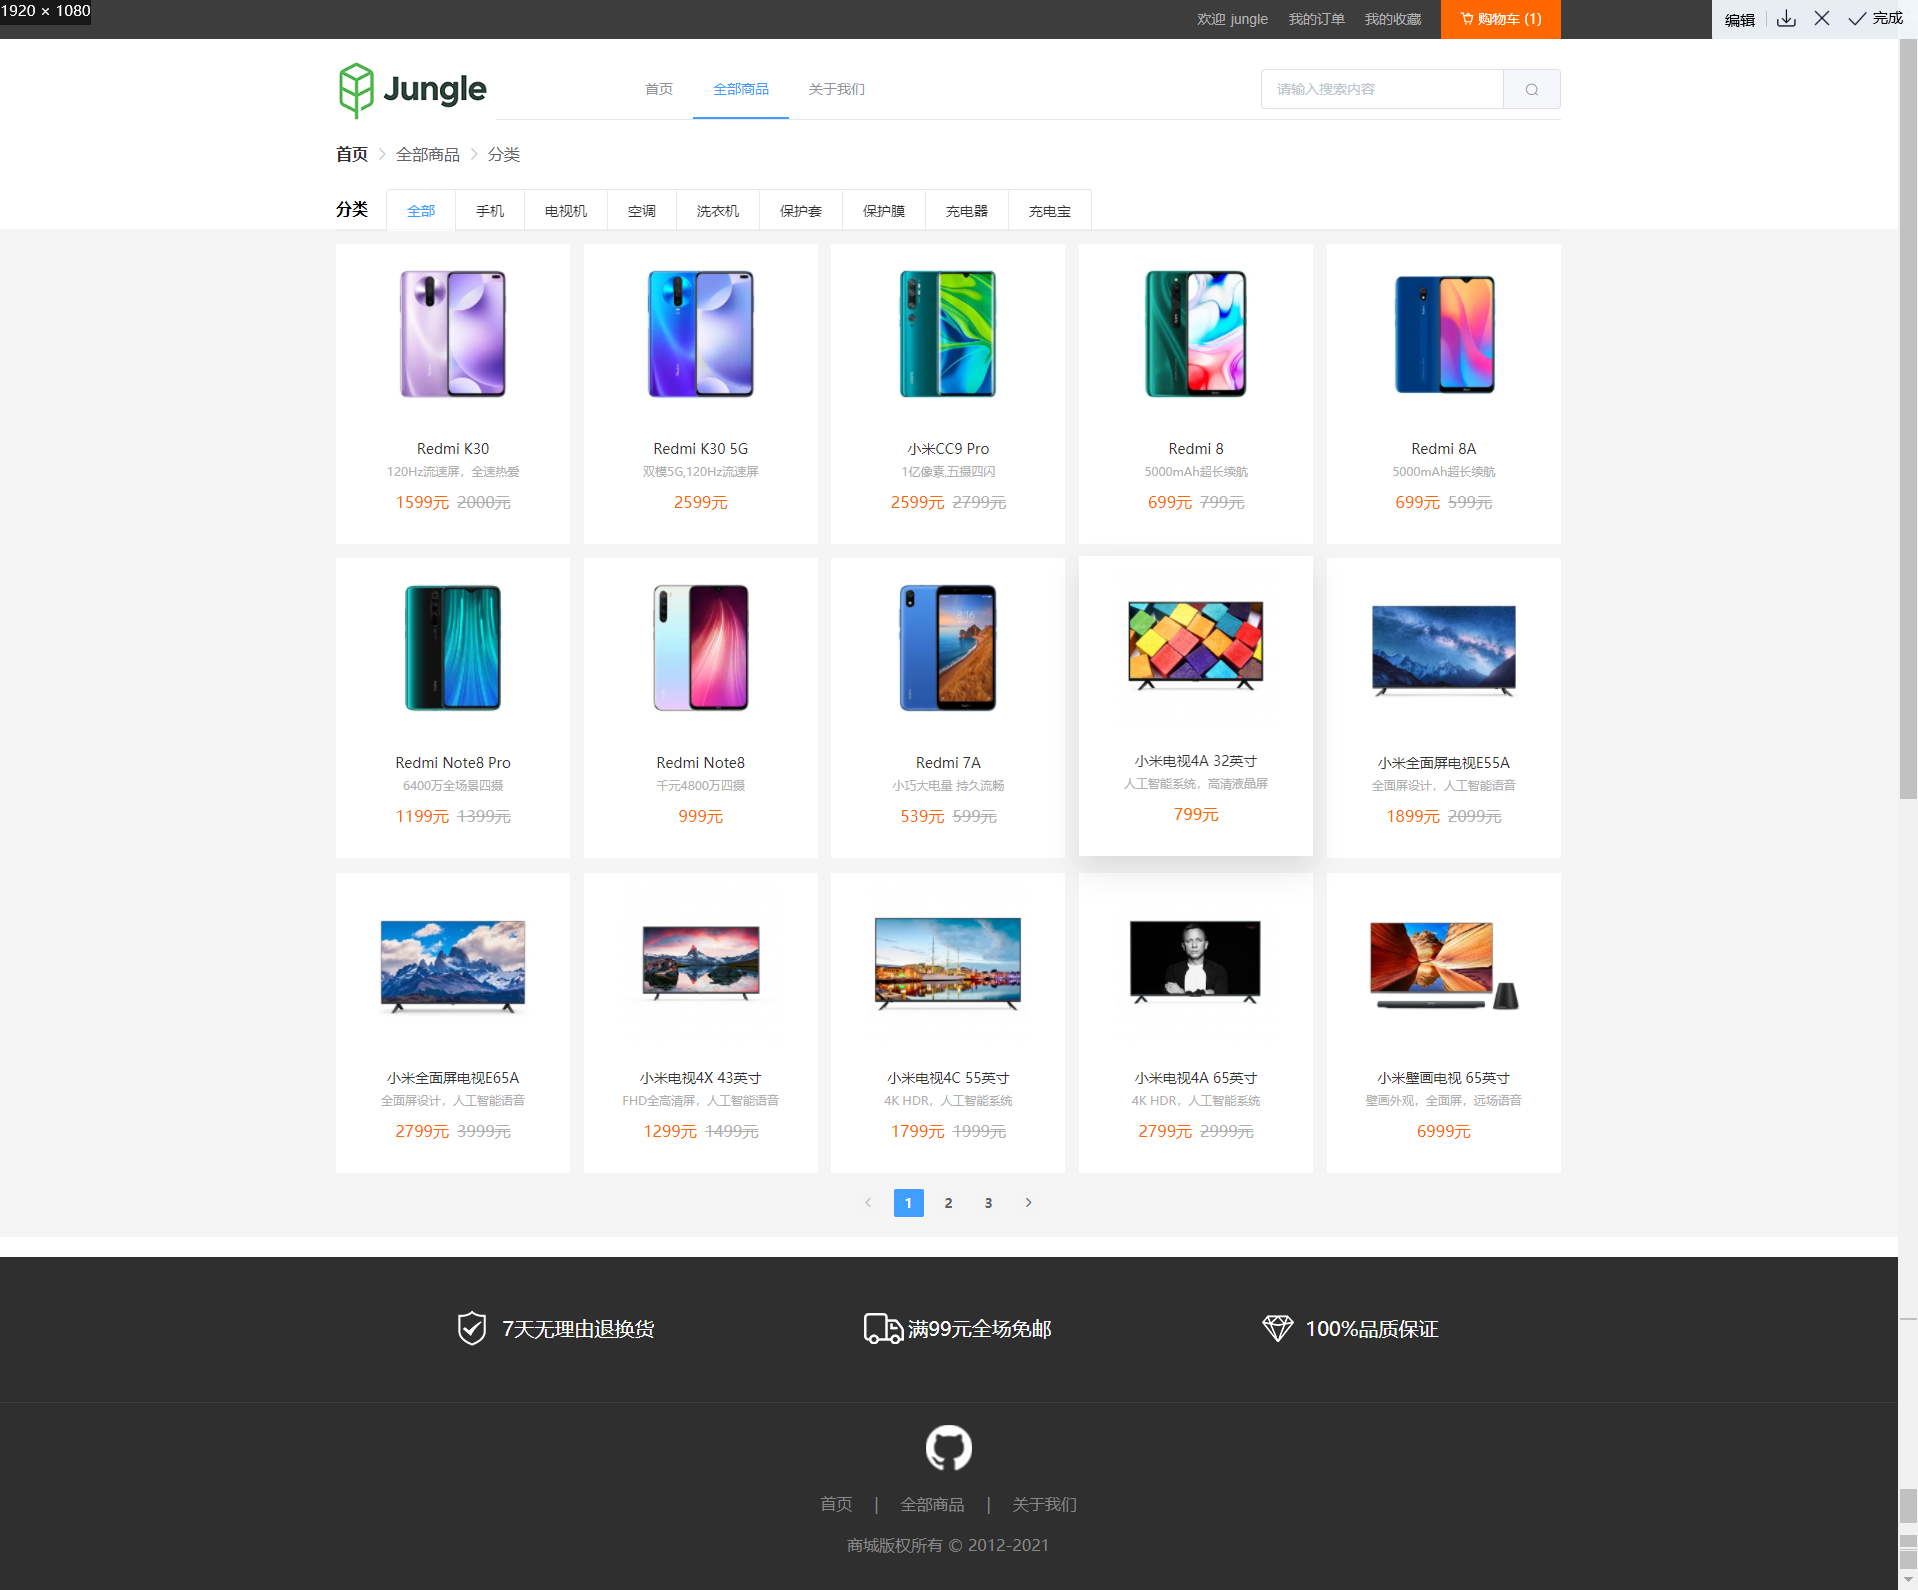 1920 × 1080
欢迎 jungle 我的订单 我的收藏 购物车 (1)
编辑 完成
Jungle 首页 全部商品 关于我们 请输入搜索内容
首页 > 全部商品 > 分类
分类 全部 手机 电视机 空调 洗衣机 保护套 保护膜 充电器 充电宝
Redmi K30
120Hz流速屏，全速热爱
1599元 2000元
Redmi K30 5G
双模5G,120Hz流速屏
2599元
小米CC9 Pro
1亿像素,五摄四闪
2599元 2799元
Redmi 8
5000mAh超长续航
699元 799元
Redmi 8A
5000mAh超长续航
699元 599元
8:16
Redmi Note8 Pro
6400万全场景四摄
1199元 1399元
Redmi Note8
千元4800万四摄
999元
Redmi 7A
小巧大电量 持久流畅
539元 599元
小米电视4A 32英寸
人工智能系统，高清液晶屏
799元
小米全面屏电视E55A
全面屏设计，人工智能语音
1899元 2099元
小米全面屏电视E65A
全面屏设计，人工智能语音
2799元 3999元
小米电视4X 43英寸
FHD全高清屏，人工智能语音
1299元 1499元
小米电视4C 55英寸
4K HDR，人工智能系统
1799元 1999元
小米电视4A 65英寸
4K HDR，人工智能系统
2799元 2999元
小米壁画电视 65英寸
壁画外观，全面屏，远场语音
6999元
1 2 3
7天无理由退换货 满99元全场免邮 100%品质保证
首页 | 全部商品 | 关于我们
商城版权所有 © 2012-2021